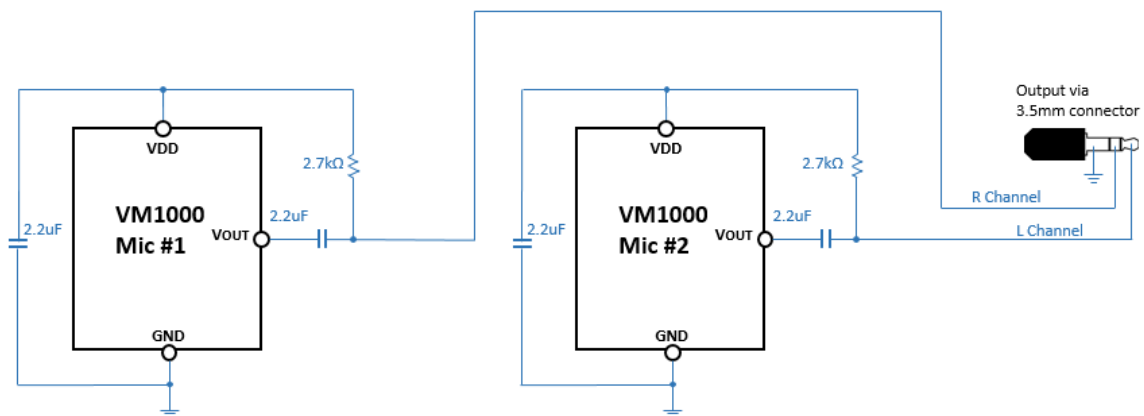 Output via
3.5mm connector
VDD
2.7kΩ
VM1000
Mic #1
2.2uF
VOUT
2.2uF
GND
VDD
2.7kΩ
VM1000
Mic #2
2.2uF
VOUT
2.2uF
GND
R Channel
L Channel